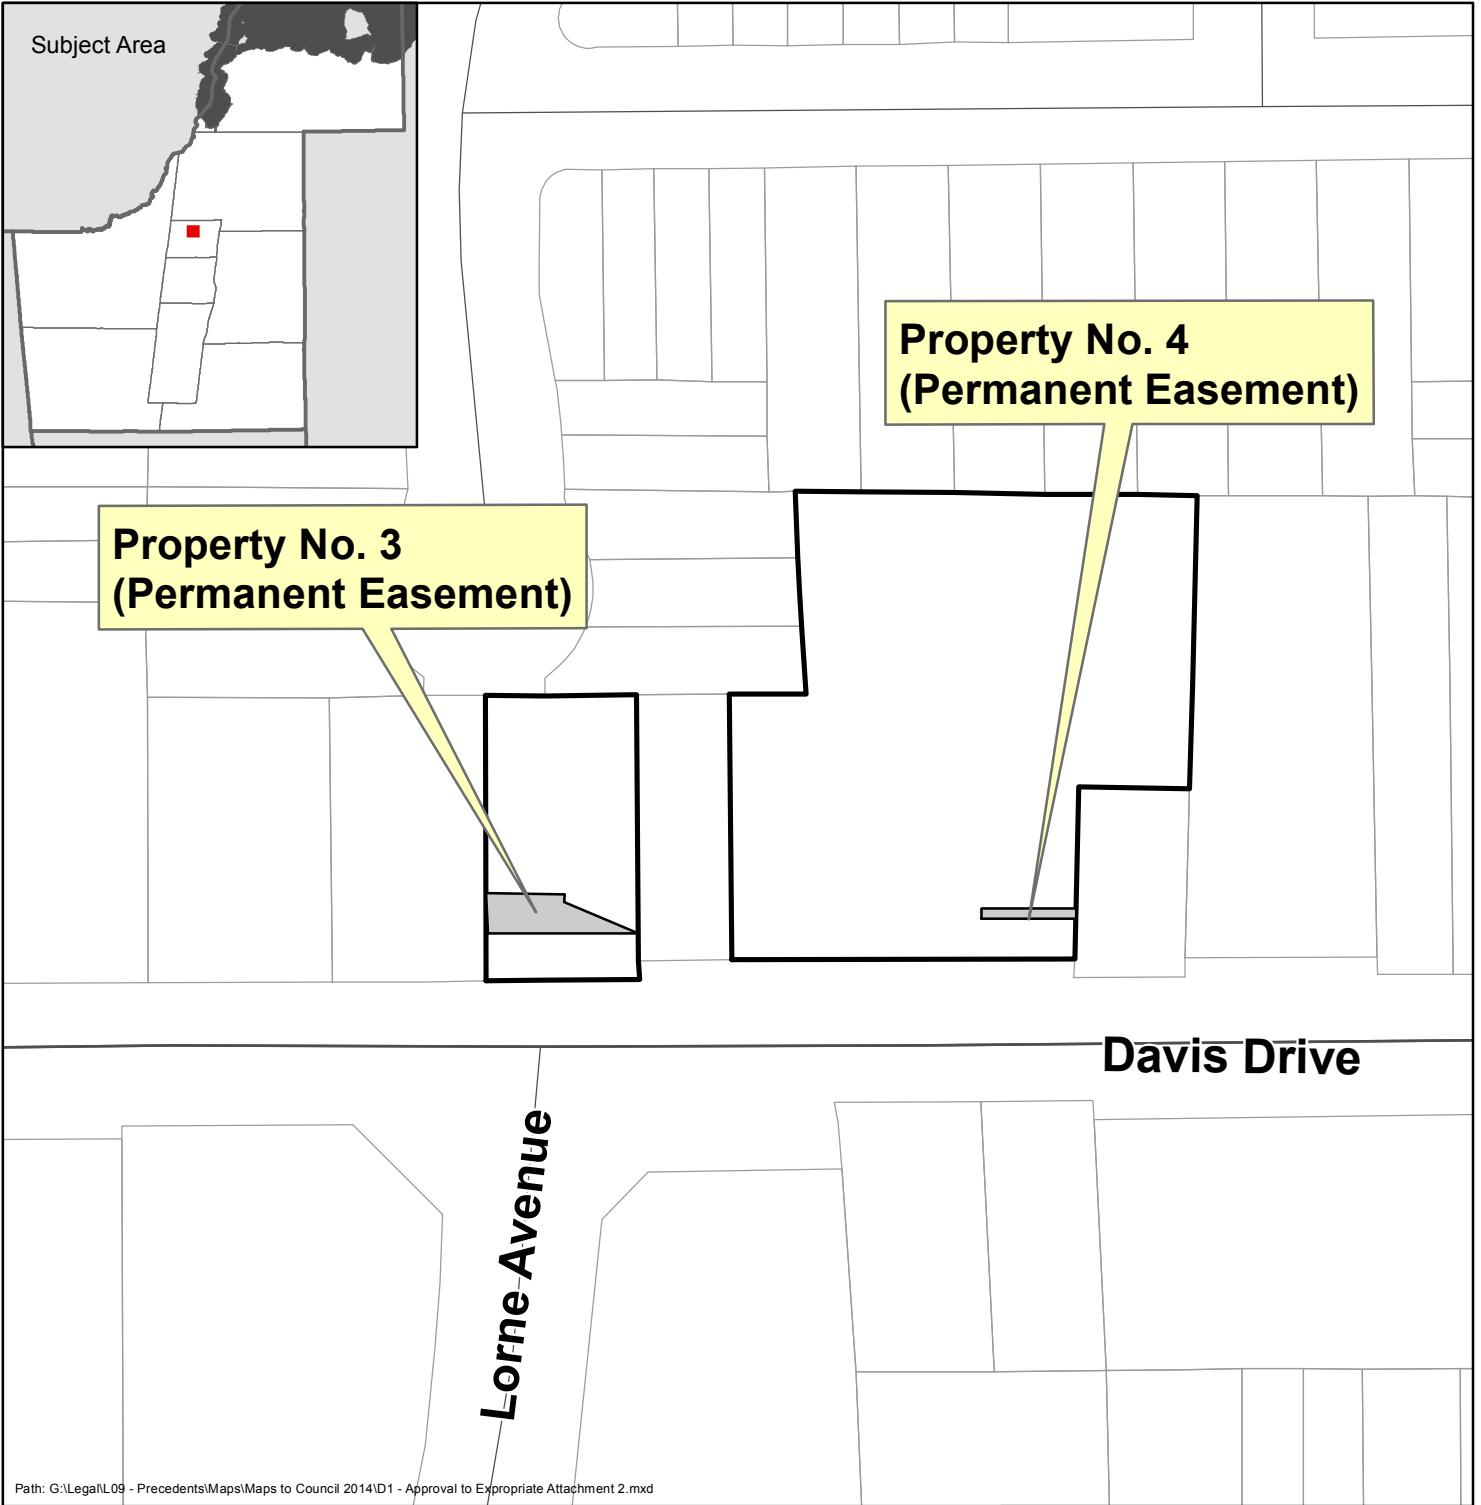 Subject Area
Property No. 4
(Permanent Easement)
Property No. 3
(Permanent Easement)
Davis Drive
Lorne Avenue
Path: G:\Legal\L09 - Precedents\Maps\Maps to Council 2014\D1 - Approval to Expropriate Attachment 2.mxd